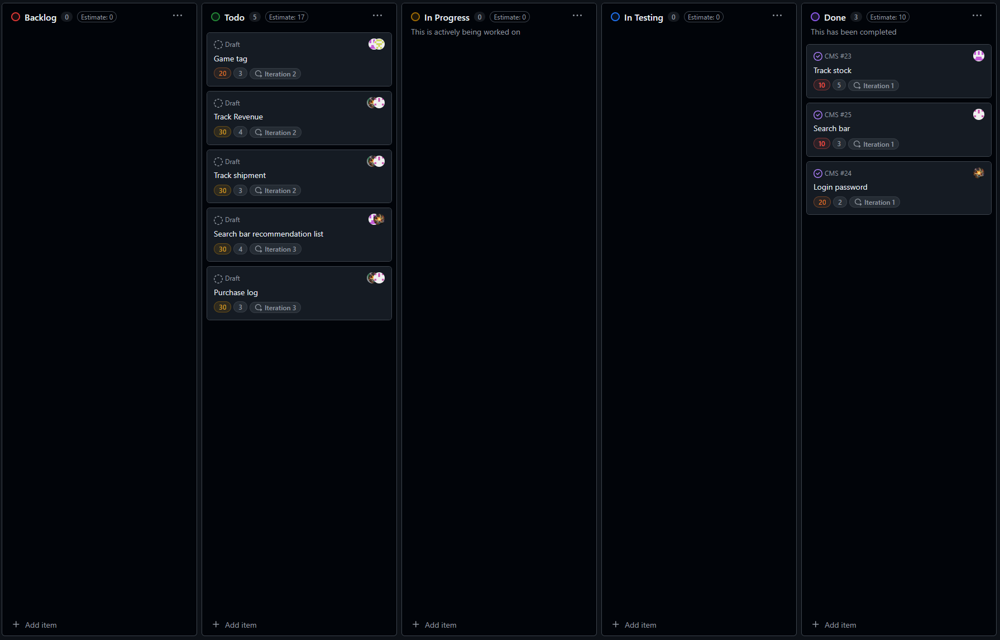 Backlog 0 Estimate: 0
Add item
Todo 5 Estimate: 17
Draft
Game tag
20 3 Iteration 2
Draft
Track Revenue
30 4 Iteration 2
Draft
Track shipment
30 3 Iteration 2
Draft
Search bar recommendation list
30 4 Iteration 3
Draft
Purchase log
30 3 Iteration 3
Add item
In Progress 0 Estimate: 0
This is actively being worked on
Add item
In Testing 0 Estimate: 0
Add item
Done 3 Estimate: 10
This has been completed
CMS #23
Track stock
10 5 Iteration 1
CMS #25
Search bar
10 3 Iteration 1
CMS #24
Login password
20 2 Iteration 1
Add item